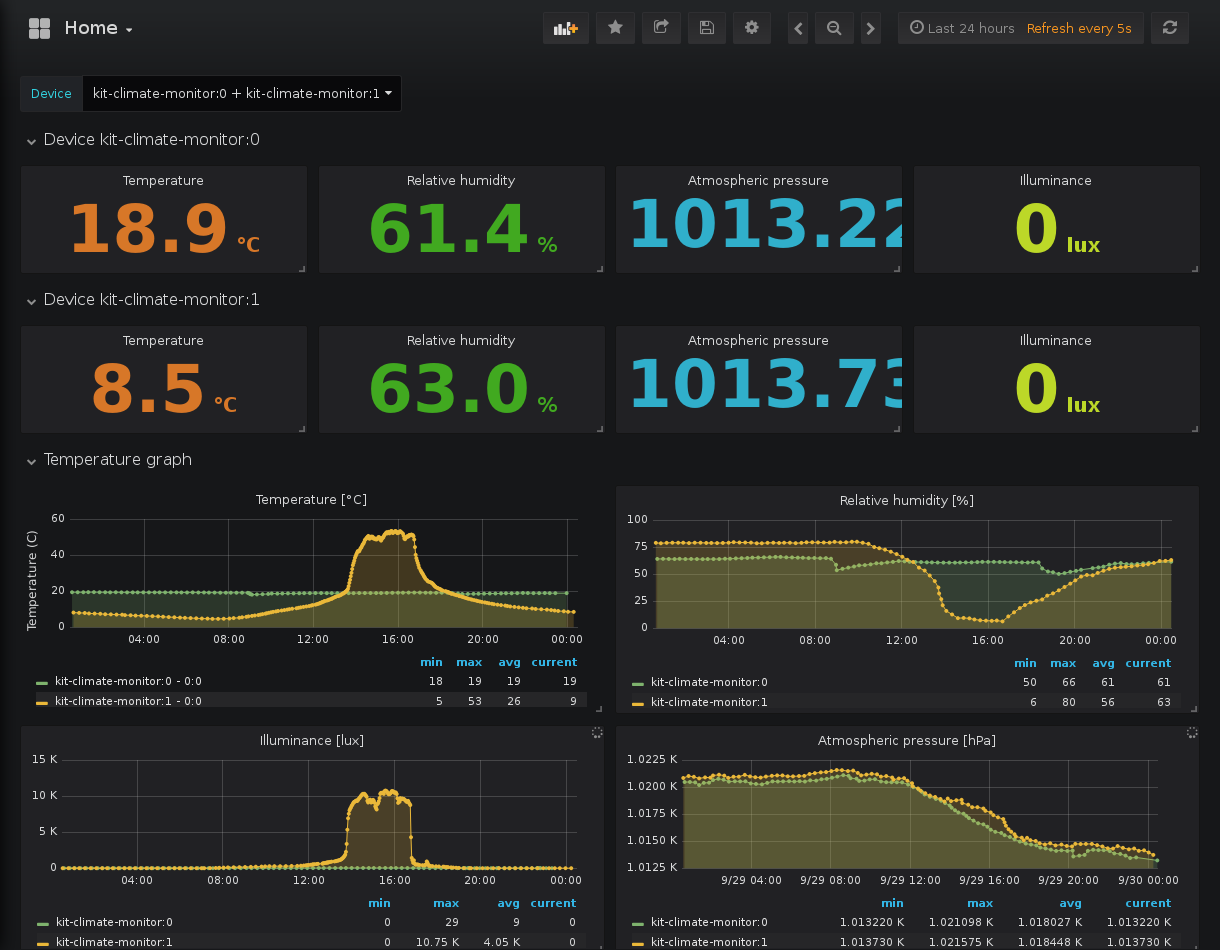 Home
Last 24 hours Refresh every 5s
Device kit-climate-monitor:0 + kit-climate-monitor:1
Device kit-climate-monitor:0
Temperature Relative humidity Atmospheric pressure Illuminance
18.9 °C 61.4 % 1013.22 0 lux
Device kit-climate-monitor:1
Temperature Relative humidity Atmospheric pressure Illuminance
8.5 °C 63.0 % 1013.73 0 lux
Temperature graph
Temperature [°C]
Temperature (C)
60
40
20
0
04:00 08:00 12:00 16:00 20:00 00:00
min max avg current
kit-climate-monitor:0 - 0:0 18 19 19 19
kit-climate-monitor:1 - 0:0 5 53 26 9
Relative humidity [%]
100
75
50
25
0
04:00 08:00 12:00 16:00 20:00 00:00
min max avg current
kit-climate-monitor:0 50 66 61 61
kit-climate-monitor:1 6 80 56 63
Illuminance [lux]
15 K
10 K
5 K
0
04:00 08:00 12:00 16:00 20:00 00:00
min max avg current
kit-climate-monitor:0 0 29 9 0
kit-climate-monitor:1 0 10.75 K 4.05 K 0
Atmospheric pressure [hPa]
1.0225 K
1.0200 K
1.0175 K
1.0150 K
1.0125 K
9/29 04:00 9/29 08:00 9/29 12:00 9/29 16:00 9/29 20:00 9/30 00:00
min max avg current
kit-climate-monitor:0 1.013220 K 1.021098 K 1.018027 K 1.013220 K
kit-climate-monitor:1 1.013730 K 1.021575 K 1.018448 K 1.013730 K